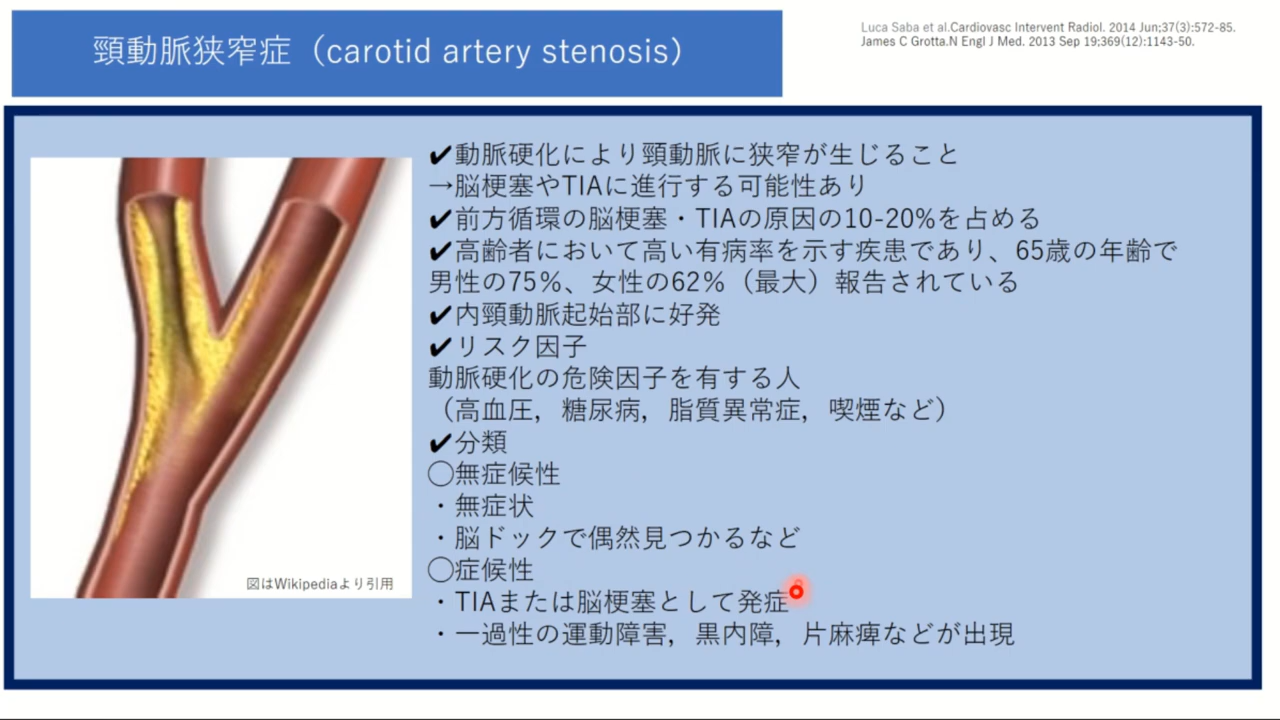 頸動脈狭窄症（carotid artery stenosis）
Luca Saba et al.Cardiovasc Intervent Radiol. 2014 Jun;37(3):572-85.
James C Grotta.N Engl J Med. 2013 Sep 19;369(12):1143-50.
✔動脈硬化により頸動脈に狭窄が生じること
→脳梗塞やTIAに進行する可能性あり
✔前方循環の脳梗塞・TIAの原因の10-20%を占める
✔高齢者において高い有病率を示す疾患であり、65歳の年齢で
男性の75%、女性の62%（最大）報告されている
✔内頸動脈起始部に好発
✔リスク因子
動脈硬化の危険因子を有する人
（高血圧，糖尿病，脂質異常症，喫煙など）
✔分類
〇無症候性
・無症状
・脳ドックで偶然見つかるなど
〇症候性
・TIAまたは脳梗塞として発症
・一過性の運動障害，黒内障，片麻痺などが出現
図はWikipediaより引用